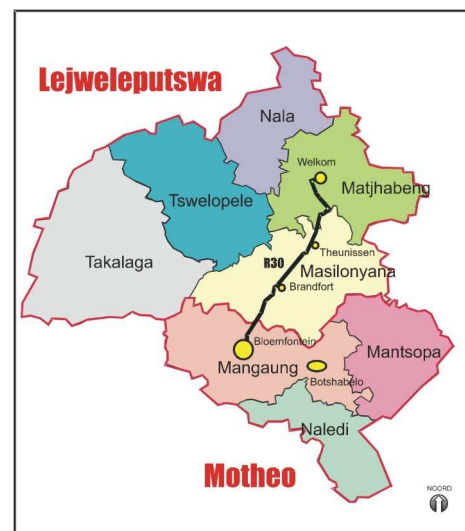 Lejweleputswa
Nala
Welkom
Matjhabeng
Tswelopele
Theunissen
Takalaga
R30
Masilonyana
Brandfort
Bloemfontein
Mantsopa
Mangaung
Botshabelo
Naledi
Motheo
NOORD